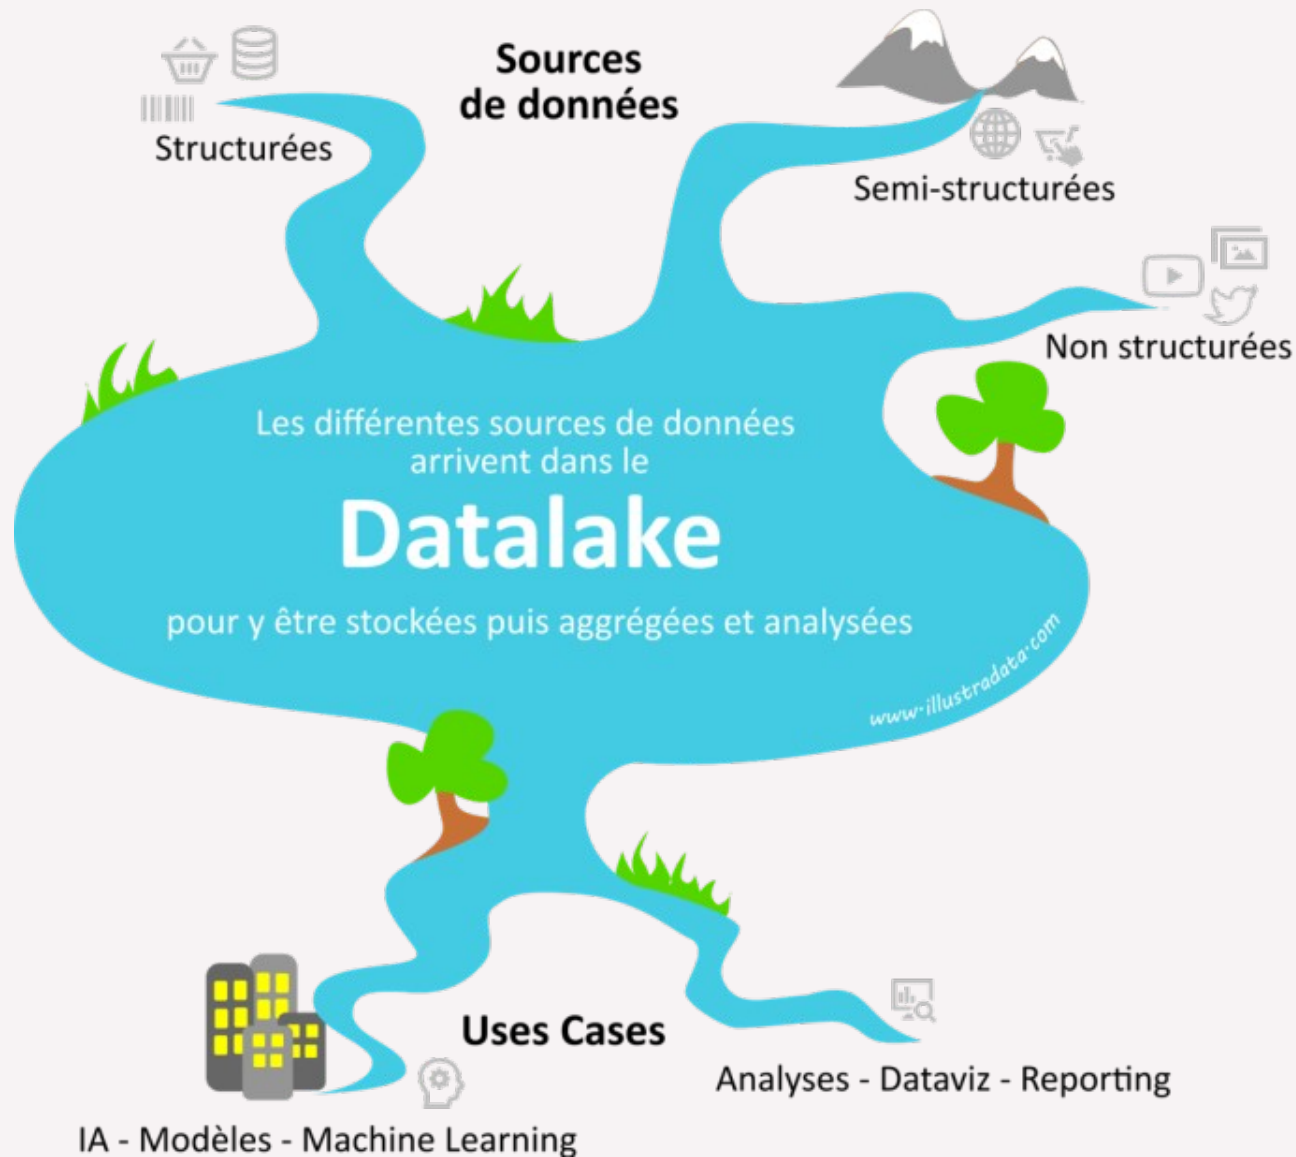 Sources
de données
Structurées
Semi-structurées
Non structurées
Les différentes sources de données
arrivent dans le
Datalake
pour y être stockées puis aggrégées et analysées
www.illustradata.com
Uses Cases
Analyses - Dataviz - Reporting
IA - Modèles - Machine Learning